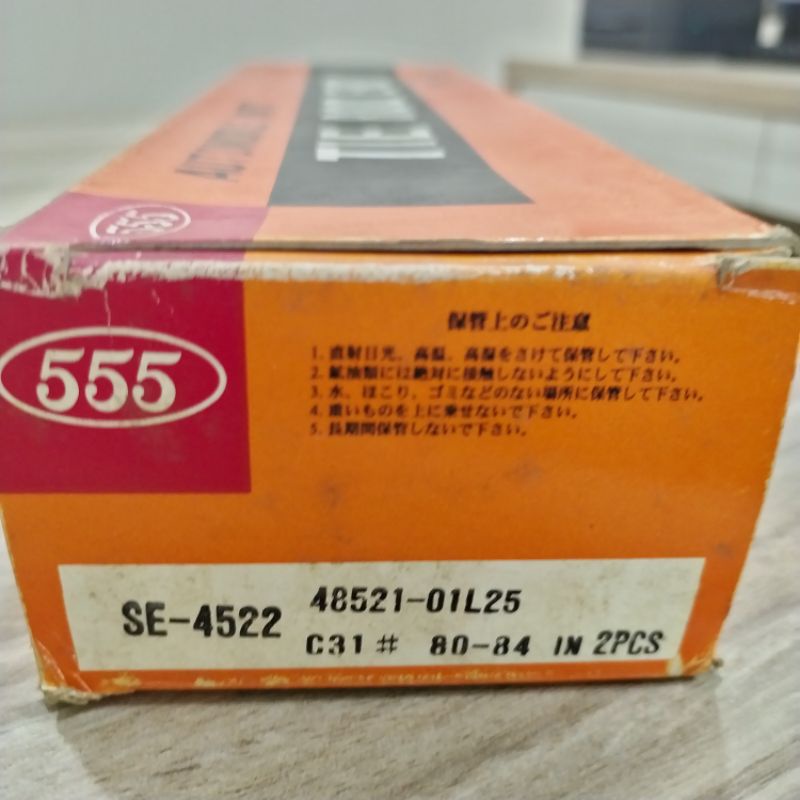 AUTOMOBILE
TIE
555
555
保管上のご注意
1. 直射日光、高温、高湿をさけて保管して下さい。
2. 鉱油類には絶対に接触しないようにして下さい。
3. 水、ほこり、ゴミなどのない場所に保管して下さい。
4. 重いものを上に乗せないで下さい。
5. 長期間保管しないで下さい。
SE-4522
48521-01L25
C31 # 80-84 IN 2PCS